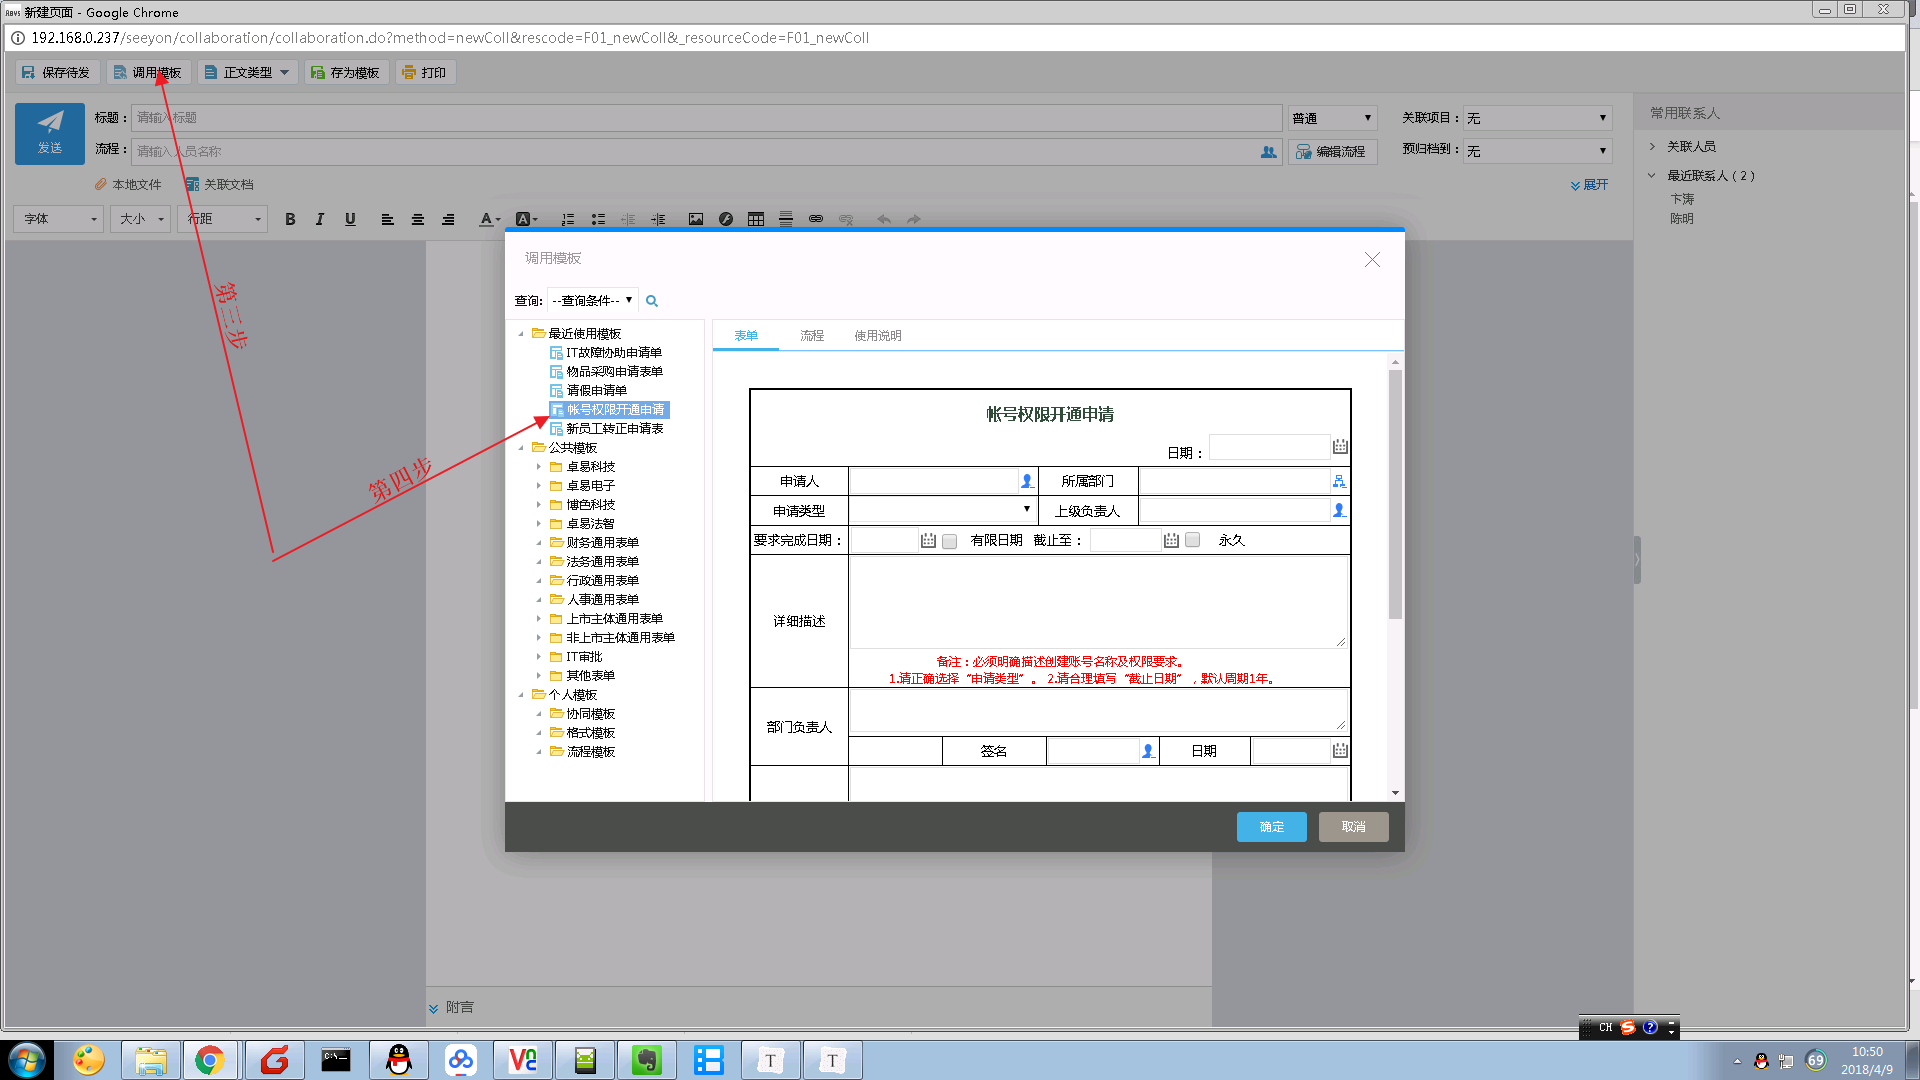 新建页面 - Google Chrome
192.168.0.237/seeyon/collaboration/collaboration.do?method=newColl&rescode=F01_newColl&_resourceCode=F01_newColl
保存待发 调用模板 正文类型 存为模板 打印
发送
标题： 请输入标题 普通 关联项目： 无
流程： 请输入人员名称 编辑流程 预归档到： 无
本地文件 关联文档 展开
常用联系人
关联人员
最近联系人（2）
卞涛
陈明
字体 大小 行距 B I U A A
第三步
第四步
调用模板
查询: --查询条件--
最近使用模板
IT故障协助申请单
物品采购申请表单
请假申请单
帐号权限开通申请
新员工转正申请表
公共模板
卓易科技
卓易电子
博色科技
卓易法智
财务通用表单
法务通用表单
行政通用表单
人事通用表单
上市主体通用表单
非上市主体通用表单
IT审批
其他表单
个人模板
协同模板
格式模板
流程模板
表单 流程 使用说明
帐号权限开通申请
日期：
申请人 所属部门
申请类型 上级负责人
要求完成日期： 有限日期 截止至： 永久
详细描述
备注：必须明确描述创建账号名称及权限要求。
1.请正确选择“申请类型”。 2.请合理填写“截止日期”，默认周期1年。
部门负责人
签名 日期
确定 取消
附言
CH
C:\
VNC
T T
69
10:50
2018/4/9